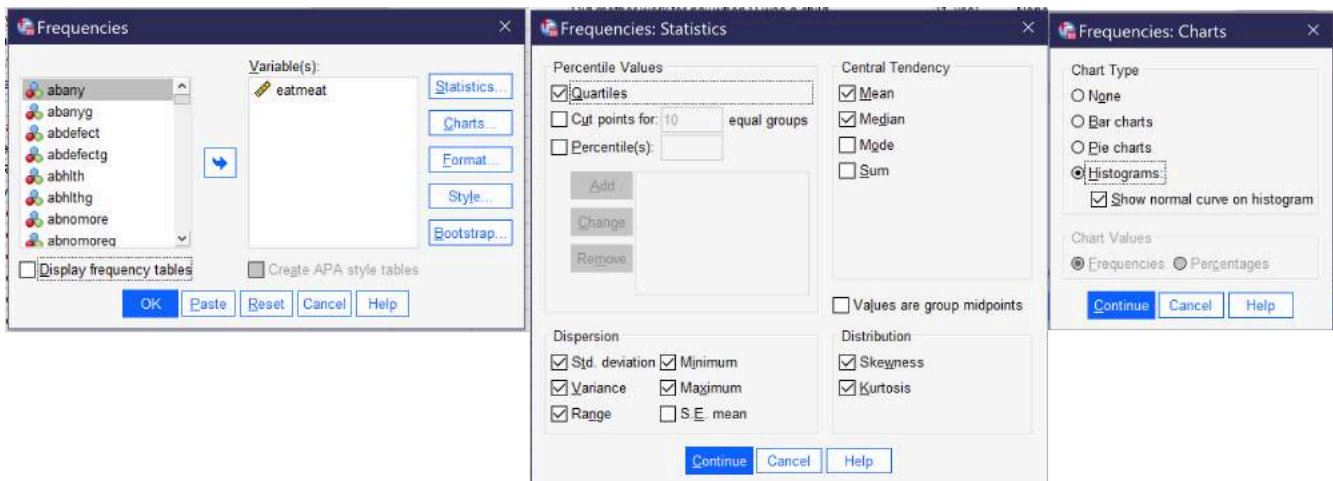 Frequencies
Variable(s):
abany
abanyg
abdefect
abdefectg
abhlth
abhlthg
abnomore
abnomoreg
eatmeat
Statistics...
Charts...
Format...
Style...
Bootstrap...
Display frequency tables
Create APA style tables
OK Paste Reset Cancel Help
Frequencies: Statistics
Percentile Values
Quartiles
Cut points for: 10 equal groups
Percentile(s):
Add
Change
Remove
Central Tendency
Mean
Median
Mode
Sum
Values are group midpoints
Dispersion
Std. deviation Minimum
Variance Maximum
Range S.E. mean
Distribution
Skewness
Kurtosis
Continue Cancel Help
Frequencies: Charts
Chart Type
None
Bar charts
Pie charts
Histograms:
Show normal curve on histogram
Chart Values
Frequencies Percentages
Continue Cancel Help